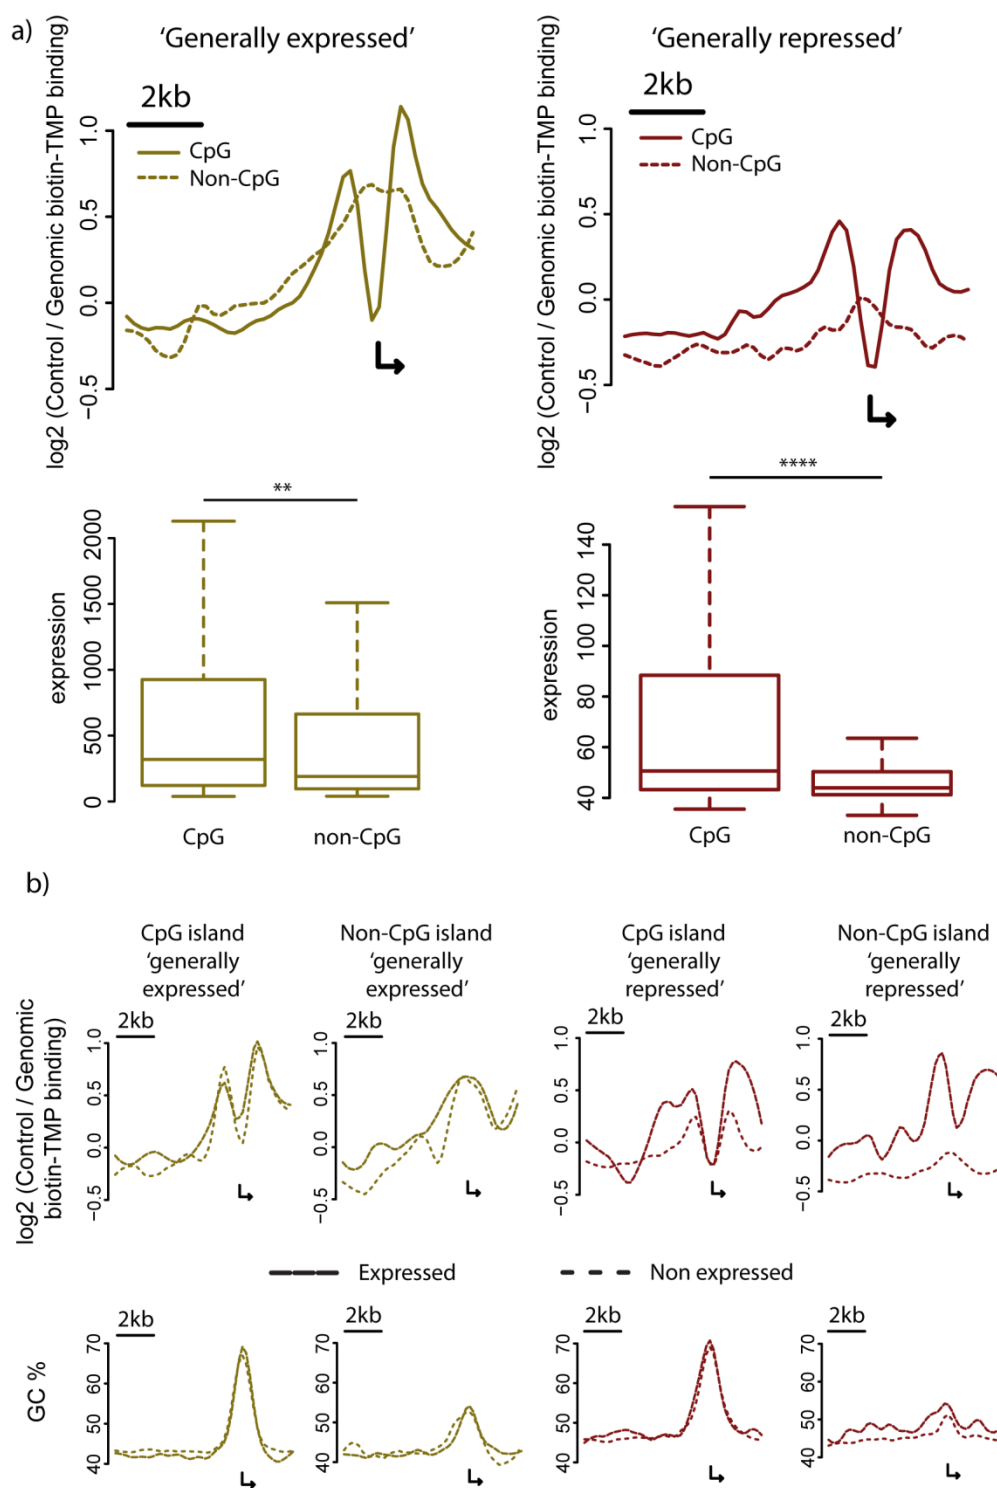 a)
'Generally expressed'
'Generally repressed'
log2 (Control / Genomic biotin-TMP binding)
2kb
CpG
Non-CpG
1.0
0.5
0.0
−0.5
log2 (Control / Genomic biotin-TMP binding)
2kb
CpG
Non-CpG
1.0
0.5
0.0
−0.5
**
expression
2000
1500
1000
500
0
CpG
non-CpG
****
expression
140
120
100
80
60
40
CpG
non-CpG
b)
CpG island
'generally
expressed'
Non-CpG island
'generally
expressed'
CpG island
'generally
repressed'
Non-CpG island
'generally
repressed'
log2 (Control / Genomic
biotin-TMP binding)
2kb
1.0
0.5
0.0
−0.5
2kb
1.0
0.5
0.0
−0.5
2kb
1.0
0.5
0.0
−0.5
2kb
1.0
0.5
0.0
−0.5
Expressed
Non expressed
GC %
2kb
70
60
50
40
2kb
70
60
50
40
2kb
70
60
50
40
2kb
70
60
50
40